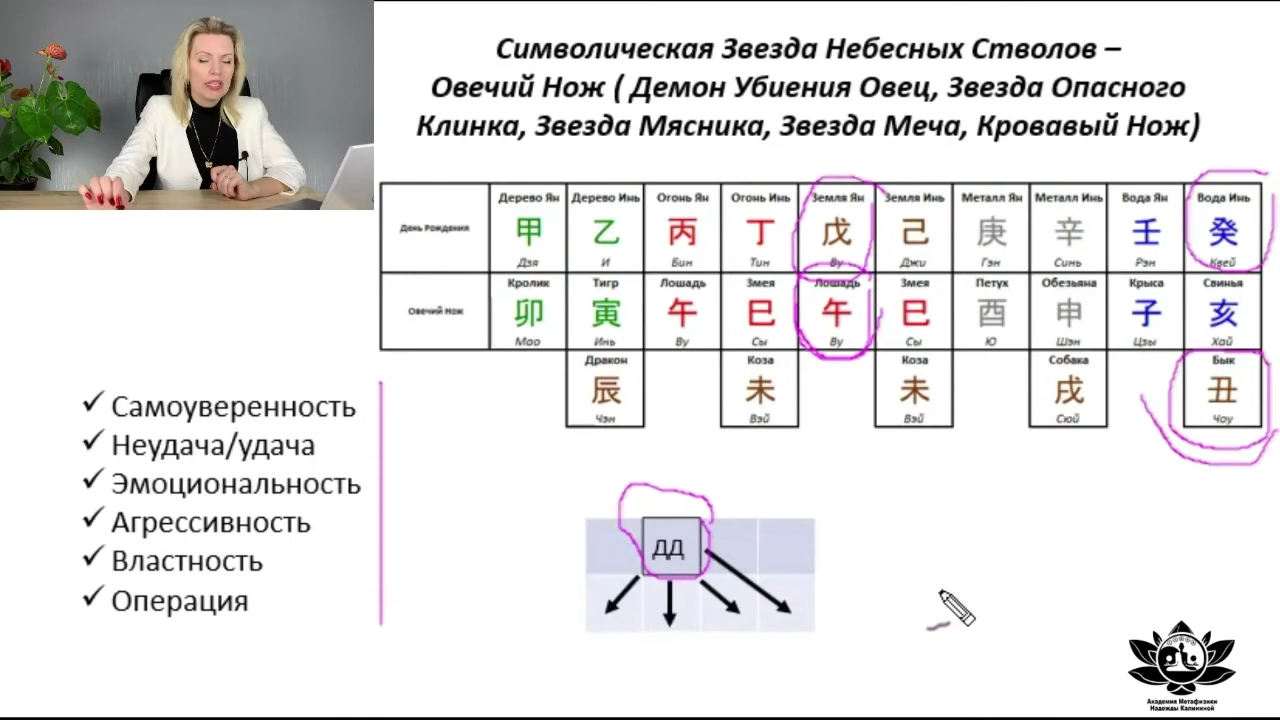 Символическая Звезда Небесных Стволов –
Овечий Нож ( Демон Убиения Овец, Звезда Опасного
Клинка, Звезда Мясника, Звезда Меча, Кровавый Нож)
День Рождения
Дерево Ян Дерево Инь Огонь Ян Огонь Инь Земля Ян Земля Инь Металл Ян Металл Инь Вода Ян Вода Инь
甲 乙 丙 丁 戊 己 庚 辛 壬 癸
Дзя И Бин Тин Ву Джи Гэн Синь Рэн Квей
Овечий Нож
Кролик Тигр Лошадь Змея Лошадь Змея Петук Обезьяна Крыса Свинья
卯 寅 午 巳 午 巳 酉 申 子 亥
Мао Инь Ву Сы Ву Сы Ю Шэн Цзы Хай
Дракон Коза Коза Собака Бык
辰 未 未 戌 丑
Чэн Вэй Вэй Сюй Чоу
Самоуверенность
Неудача/удача
Эмоциональность
Агрессивность
Властность
Операция
ДД
Академия Метафизики
Надежды Калининой